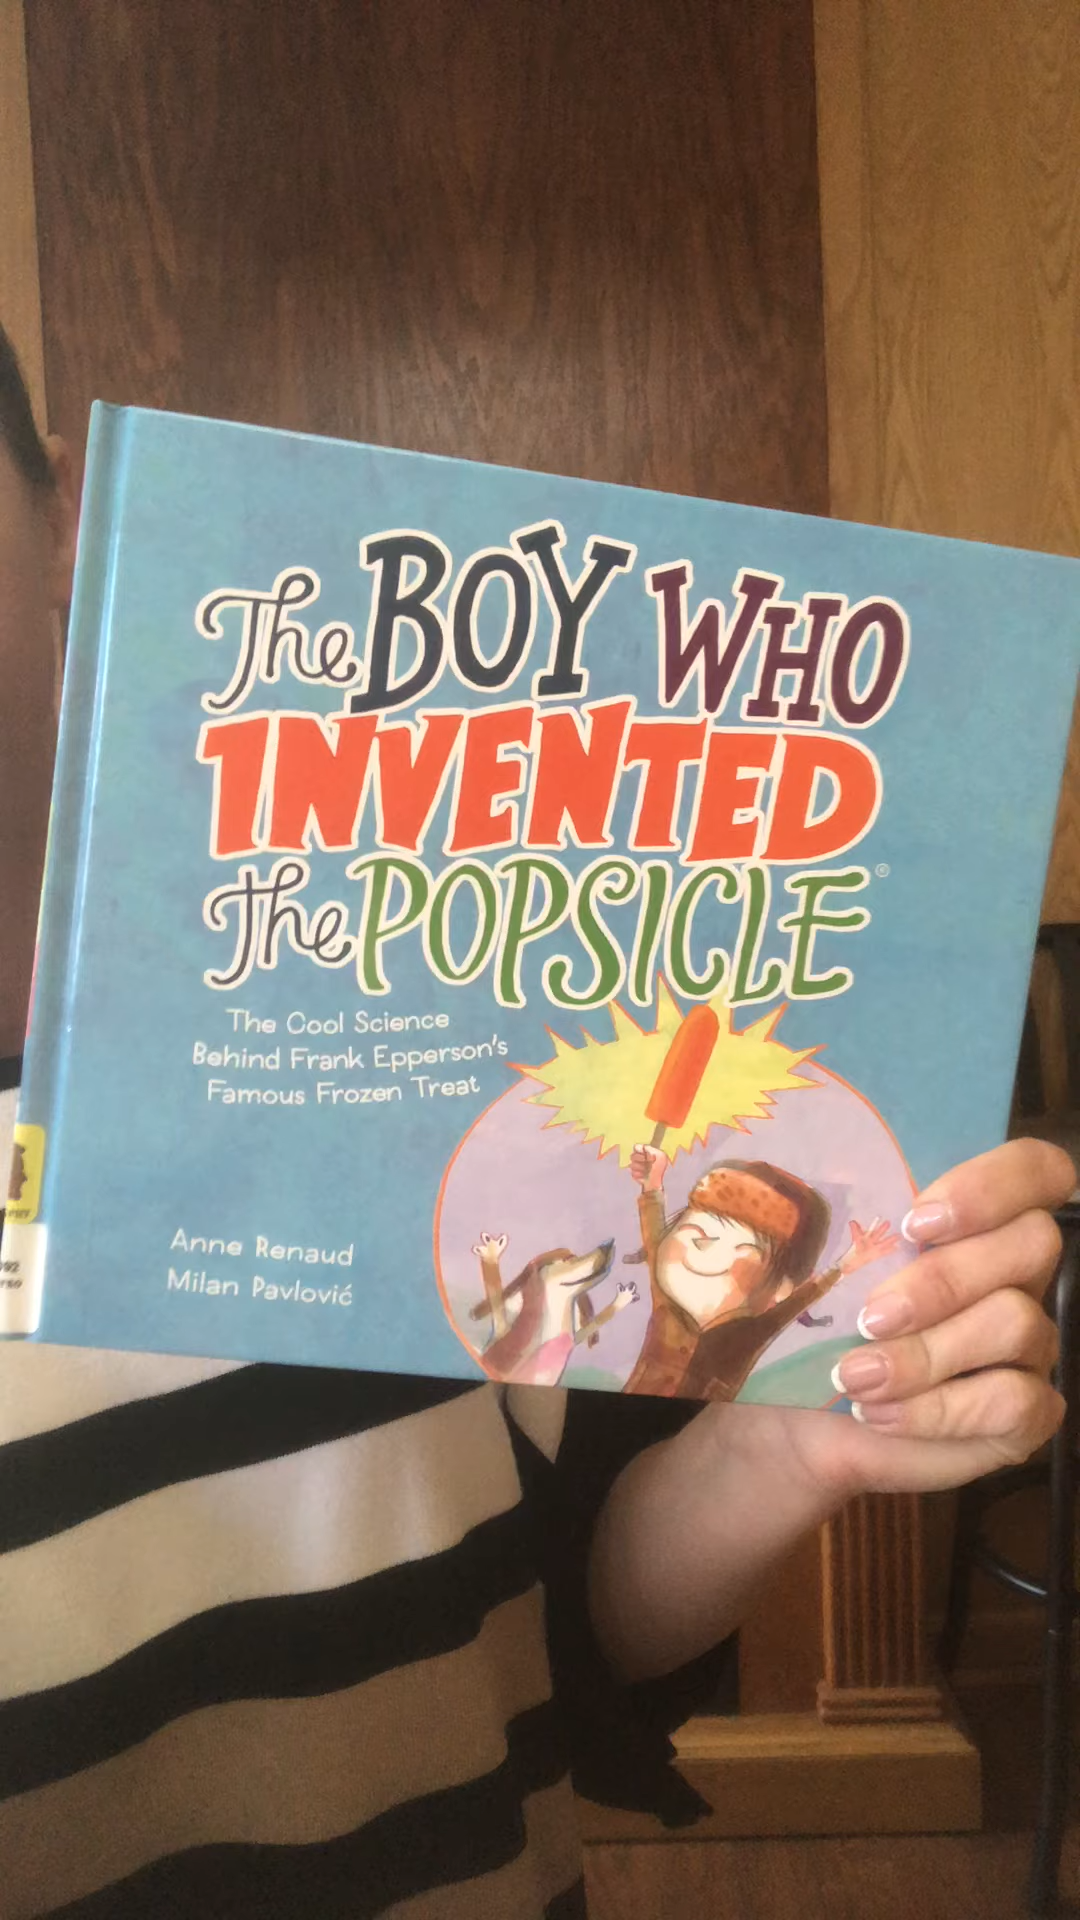 The BOY WHO
INVENTED
the POPSICLE®
The Cool Science
Behind Frank Epperson's
Famous Frozen Treat
Anne Renaud
Milan Pavlović